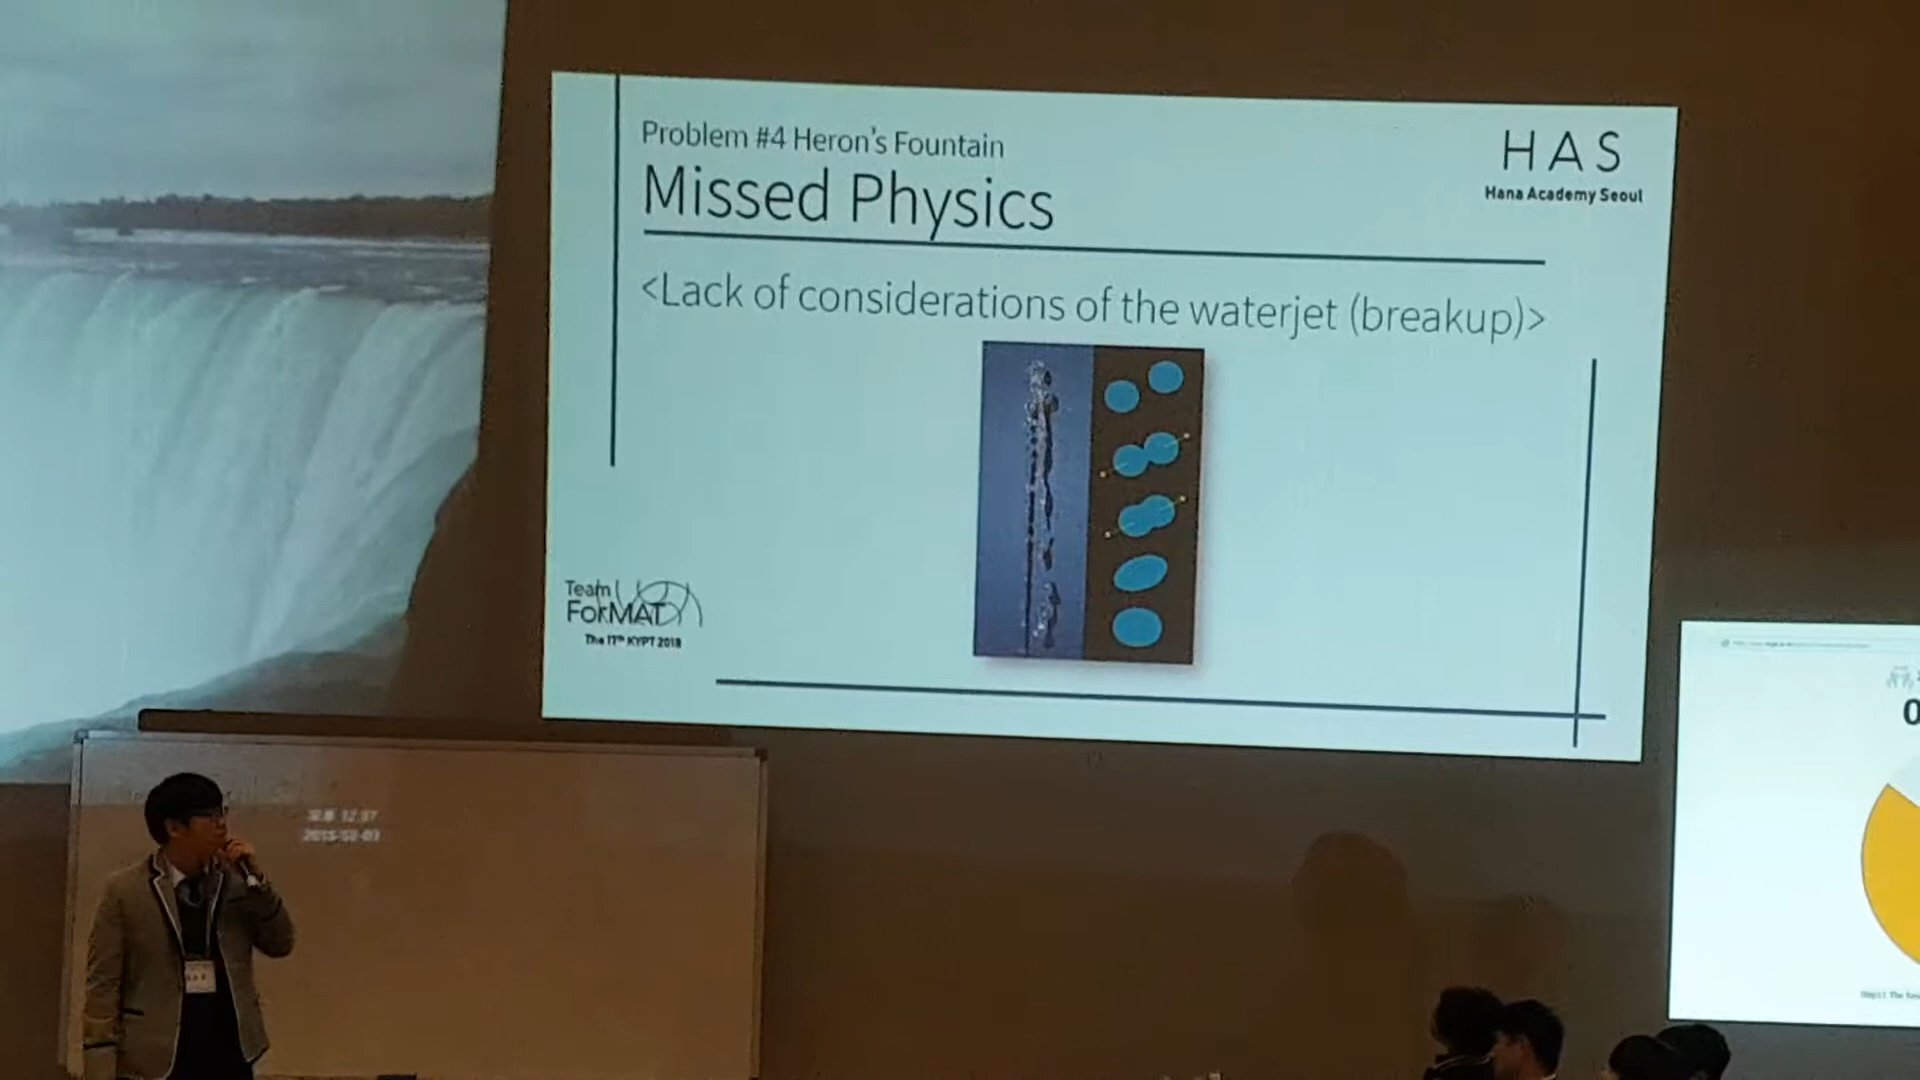 Problem #4 Heron's Fountain
Missed Physics
HAS
Hana Academy Seoul
<Lack of considerations of the waterjet (breakup)>
Team
ForMAT
The 17th KYPT 2018